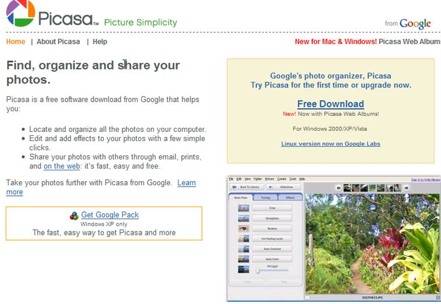 Picasa™ Picture Simplicity
from Google
Home | About Picasa | Help
New for Mac & Windows! Picasa Web Album
Find, organize and share your
photos.
Picasa is a free software download from Google that helps
you:
Locate and organize all the photos on your computer.
Edit and add effects to your photos with a few simple
clicks.
Share your photos with others through email, prints,
and on the web: it's fast, easy and free.
Take your photos further with Picasa from Google. Learn
more
Get Google Pack
Windows XP only
The fast, easy way to get Picasa and more
Google's photo organizer, Picasa
Try Picasa for the first time or upgrade now.
Free Download
New! Now with Picasa Web Albums!
For Windows 2000/XP/Vista
Linux version now on Google Labs